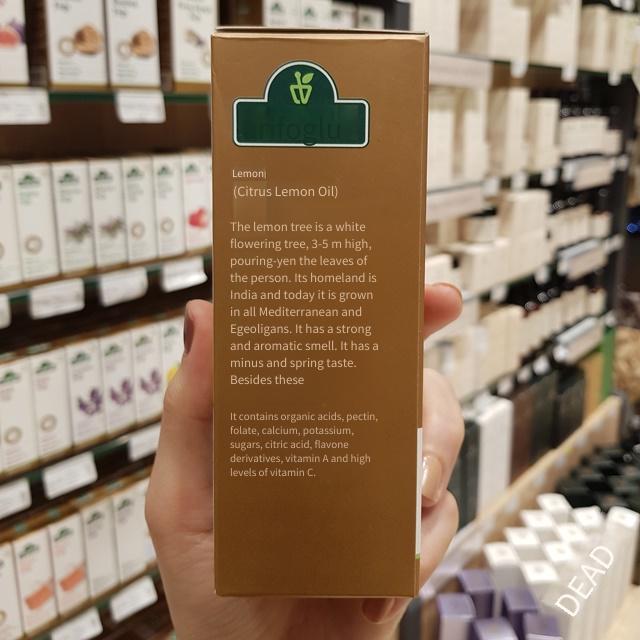 Lemon
(Citrus Lemon Oil)
The lemon tree is a white
flowering tree, 3-5 m high,
pouring-yen the leaves of
the person. Its homeland is
India and today it is grown
in all Mediterranean and
Egeoligans. It has a strong
and aromatic smell. It has a
minus and spring taste.
Besides these
It contains organic acids, pectin,
folate, calcium, potassium,
sugars, citric acid, flavone
derivatives, vitamin A and high
levels of vitamin C.
DEAD